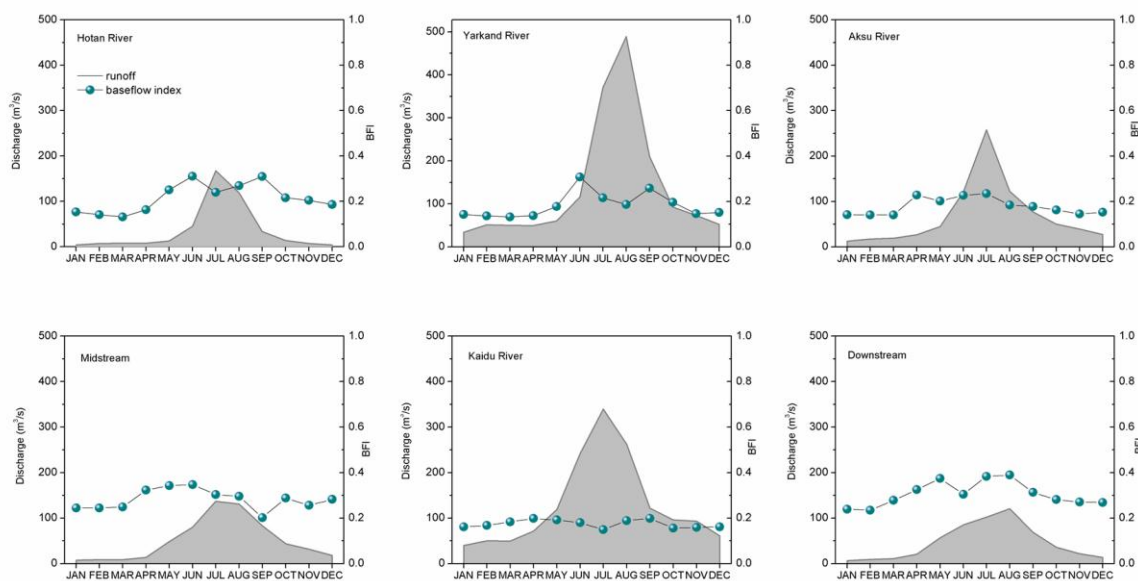 Hotan River
runoff
baseflow index
Discharge (m³/s)
500
400
300
200
100
0
1.0
0.8
0.6
0.4
0.2
0.0
BFI
JAN FEB MAR APR MAY JUN JUL AUG SEP OCT NOV DEC
Yarkand River
Discharge (m³/s)
500
400
300
200
100
0
1.0
0.8
0.6
0.4
0.2
0.0
BFI
JAN FEB MAR APR MAY JUN JUL AUG SEP OCT NOV DEC
Aksu River
Discharge (m³/s)
500
400
300
200
100
0
1.0
0.8
0.6
0.4
0.2
0.0
BFI
JAN FEB MAR APR MAY JUN JUL AUG SEP OCT NOV DEC
Midstream
Discharge (m³/s)
500
400
300
200
100
0
1.0
0.8
0.6
0.4
0.2
0.0
BFI
JAN FEB MAR APR MAY JUN JUL AUG SEP OCT NOV DEC
Kaidu River
Discharge (m³/s)
500
400
300
200
100
0
1.0
0.8
0.6
0.4
0.2
0.0
BFI
JAN FEB MAR APR MAY JUN JUL AUG SEP OCT NOV DEC
Downstream
Discharge (m³/s)
500
400
300
200
100
0
1.0
0.8
0.6
0.4
0.2
0.0
BFI
JAN FEB MAR APR MAY JUN JUL AUG SEP OCT NOV DEC